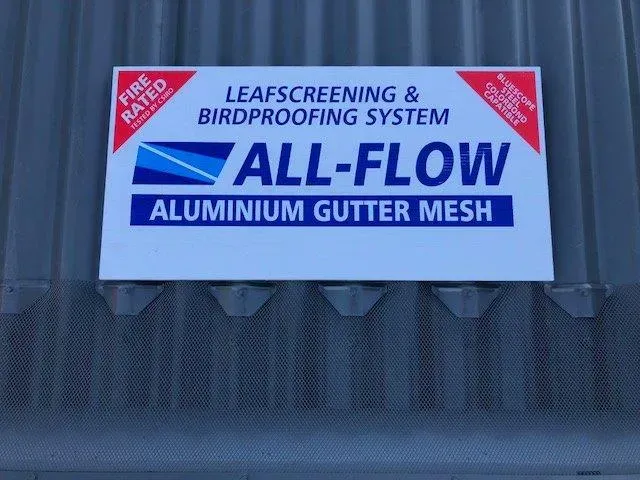 FIRE
RATED
TESTED BY CSIRO
LEAFSCREENING &
BIRDPROOFING SYSTEM
BLUESCOPE
STEEL
COLORBOND
CAPATIBLE
ALL-FLOW
ALUMINIUM GUTTER MESH